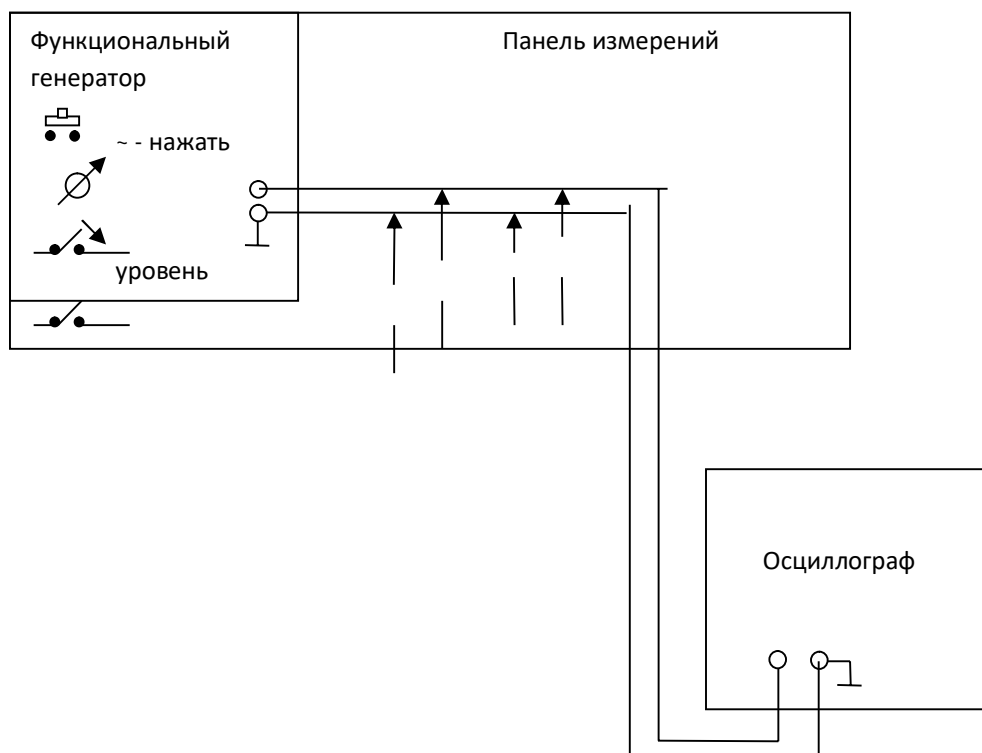 Функциональный
генератор
Панель измерений
~ - нажать
уровень
Осциллограф